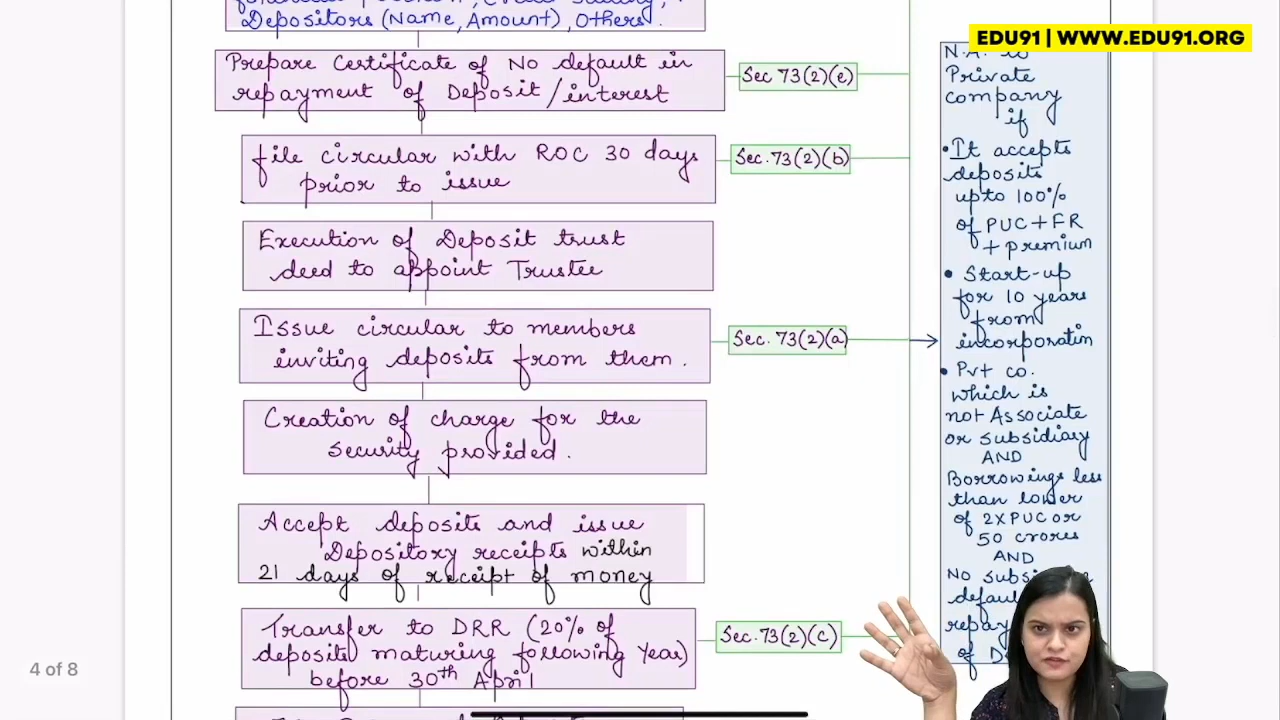 Depositors (Name, Amount), Others.
EDU91 | WWW.EDU91.ORG
Prepare Certificate of No default in
repayment of Deposit/interest
Sec 73(2)(e)
File circular with ROC 30 days
prior to issue
Sec. 73(2)(b)
Execution of Deposit trust
deed to appoint Trustee
Issue circular to members
inviting deposits from them.
Sec. 73(2)(a)
Creation of charge for the
security provided.
Accept deposits and issue
Depository receipts within
21 days of receipt of money
Transfer to DRR (20% of
deposits maturing following Year)
before 30th April
Sec. 73(2)(c)
N.A. to
Private
company
if
• It accepts
deposits
upto 100%
of PUC + FR
+ premium
• Start-up
for 10 years
from
incorporatin
• Pvt co.
which is
not Associate
or subsidiary
AND
Borrowings less
than lower
of 2XPUC or
50 crores
AND
No
4 of 8